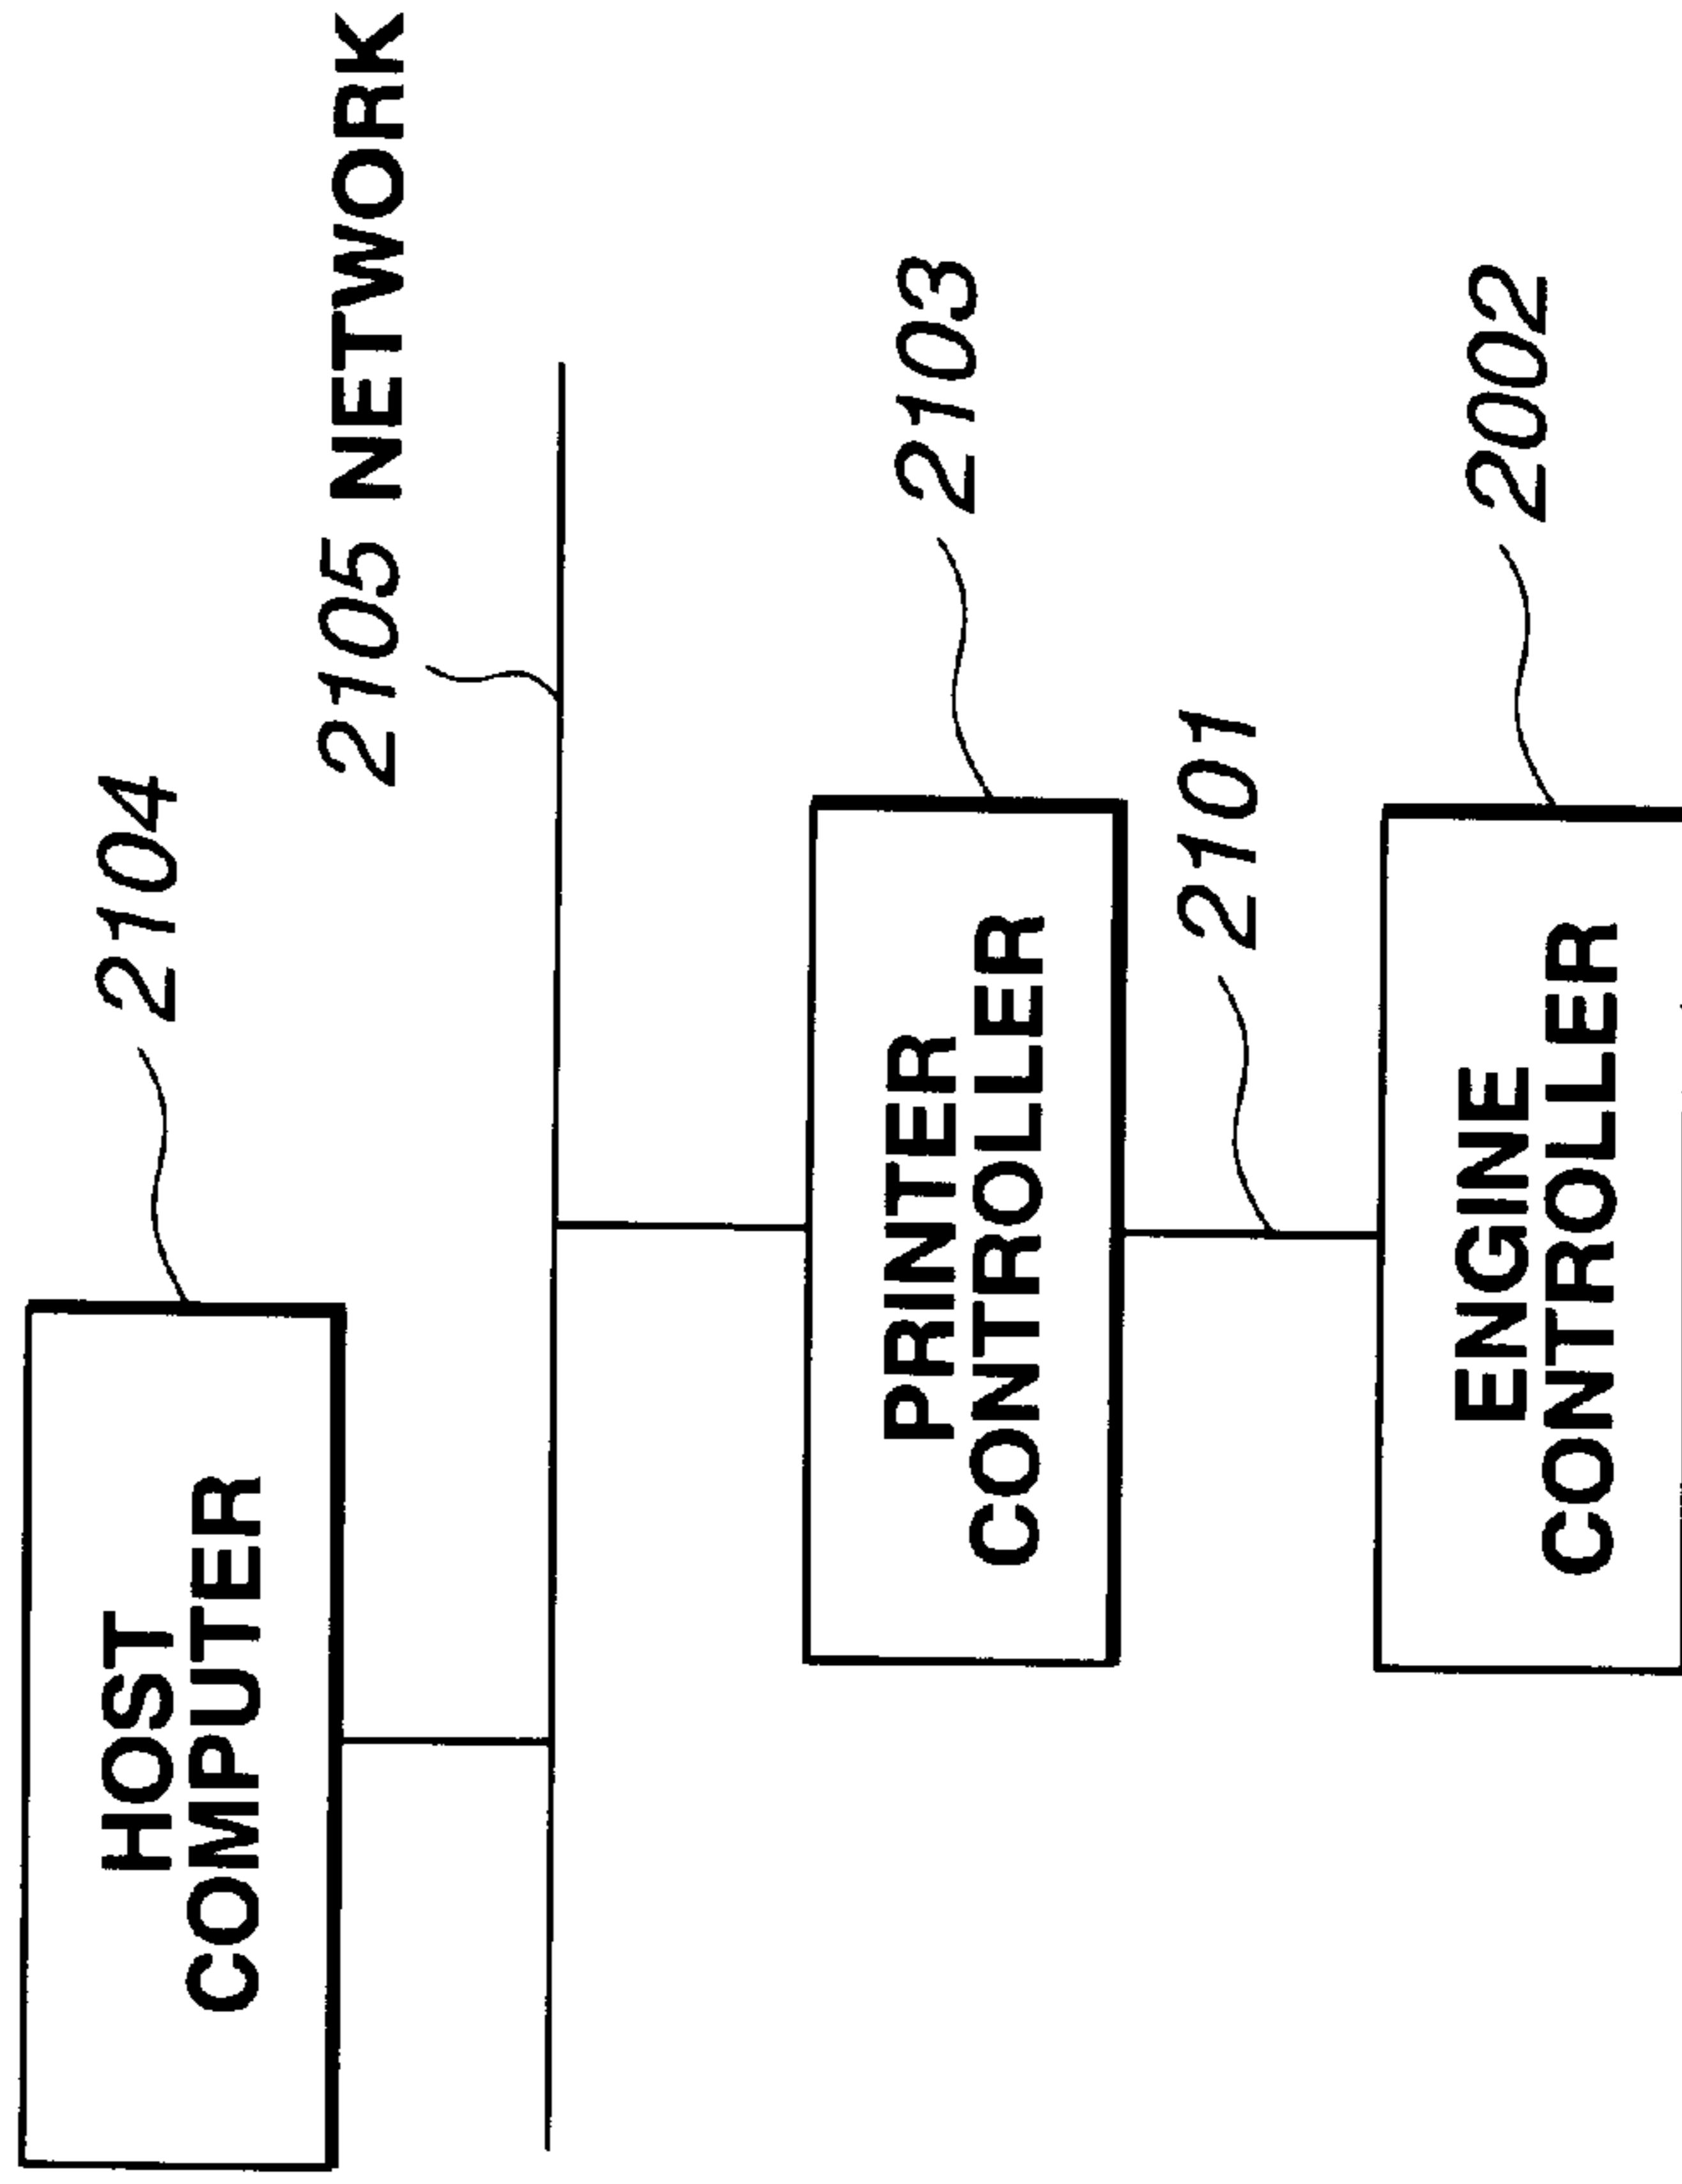 2104
HOST
COMPUTER
2105 NETWORK
2103
PRINTER
CONTROLLER
2101
2002
ENGINE
CONTROLLER